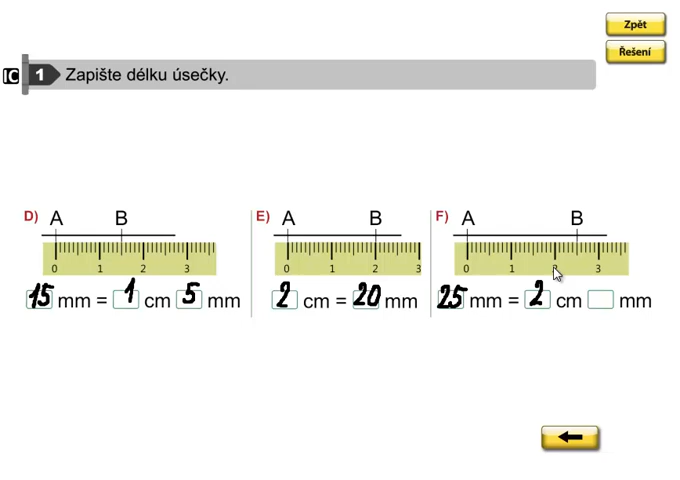 Zpět
Řešení
IC 1 Zapište délku úsečky.
D) A B
0 1 2 3
15 mm = 1 cm 5 mm
E) A B
0 1 2 3
2 cm = 20 mm
F) A B
0 1 2 3
25 mm = 2 cm mm